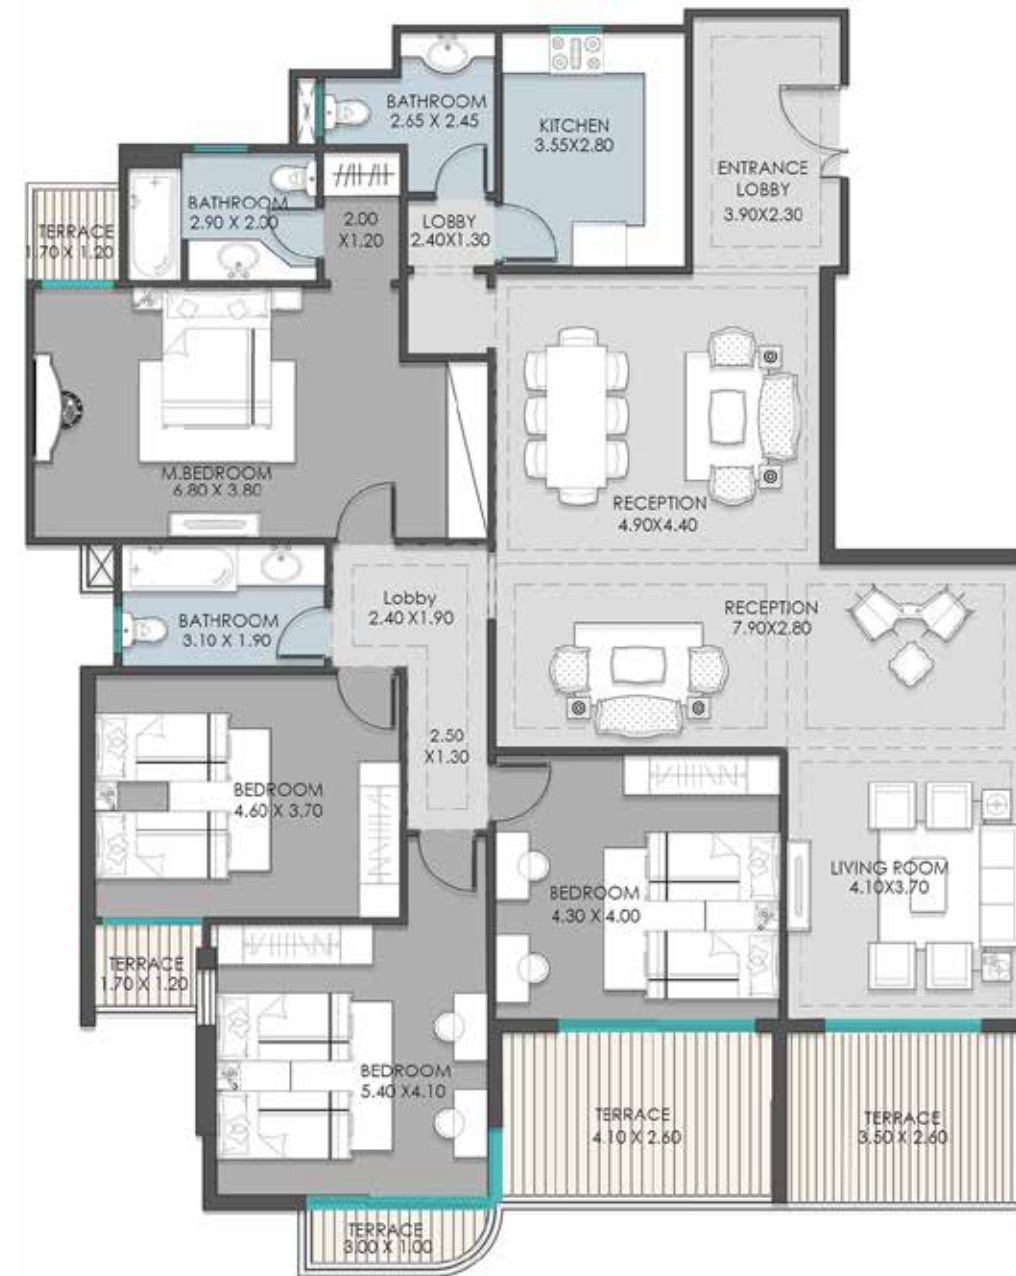 BATHROOM
2.65 X 2.45
KITCHEN
3.55X2.80
ENTRANCE
LOBBY
3.90X2.30
BATHROOM
2.90 X 2.00
2.00
X1.20
LOBBY
2.40X1.30
TERRACE
1.70 X 1.20
M.BEDROOM
6.80 X 3.80
RECEPTION
4.90X4.40
Lobby
2.40 X1.90
BATHROOM
3.10 X 1.90
RECEPTION
7.90X2.80
2.50
X1.30
BEDROOM
4.60 X 3.70
BEDROOM
4.30 X 4.00
LIVING ROOM
4.10X3.70
TERRACE
1.70 X 1.20
BEDROOM
5.40 X4.10
TERRACE
4.10 X 2.60
TERRACE
3.50 X 2.60
TERRACE
3.00 X 1.00